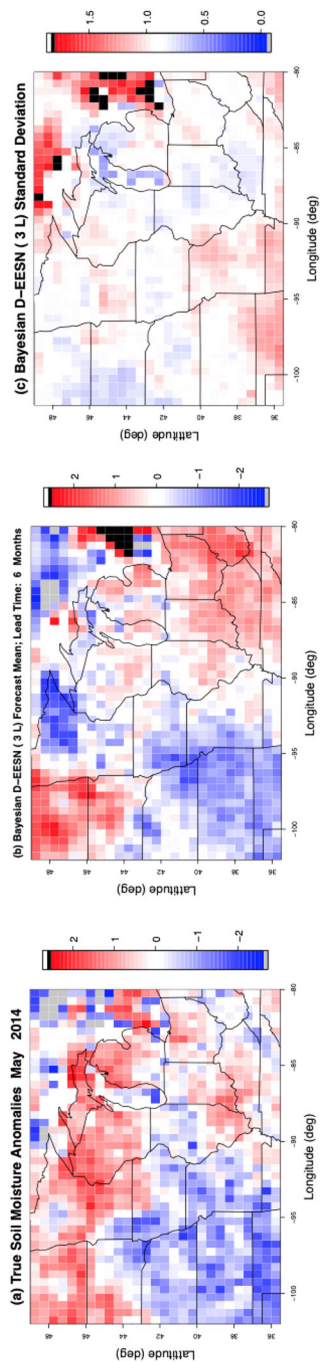 (a) True Soil Moisture Anomalies May 2014
Lattitude (deg)
48
46
44
42
40
38
36
-100 -95 -90 -85 -80
Longitude (deg)
2
1
0
-1
-2
(b) Bayesian D-EESN ( 3 L) Forecast Mean; Lead Time: 6 Months
Lattitude (deg)
48
46
44
42
40
38
36
-100 -95 -90 -85 -80
Longitude (deg)
2
1
0
-1
-2
(c) Bayesian D-EESN ( 3 L) Standard Deviation
Lattitude (deg)
48
46
44
42
40
38
36
-100 -95 -90 -85 -80
Longitude (deg)
1.5
1.0
0.5
0.0